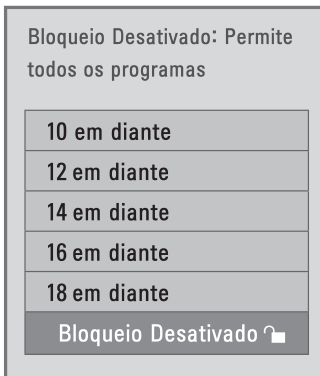 Bloqueio Desativado: Permite
todos os programas
10 em diante
12 em diante
14 em diante
16 em diante
18 em diante
Bloqueio Desativado